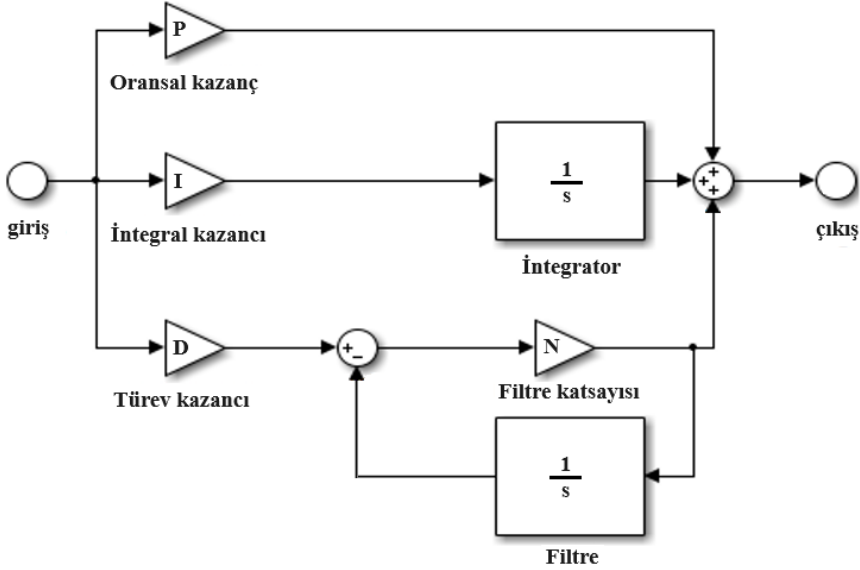 P
Oransal kazanç
giriş
I
İntegral kazancı
1
s
İntegrator
+
+
+
çıkış
D
Türev kazancı
+
−
N
Filtre katsayısı
1
s
Filtre